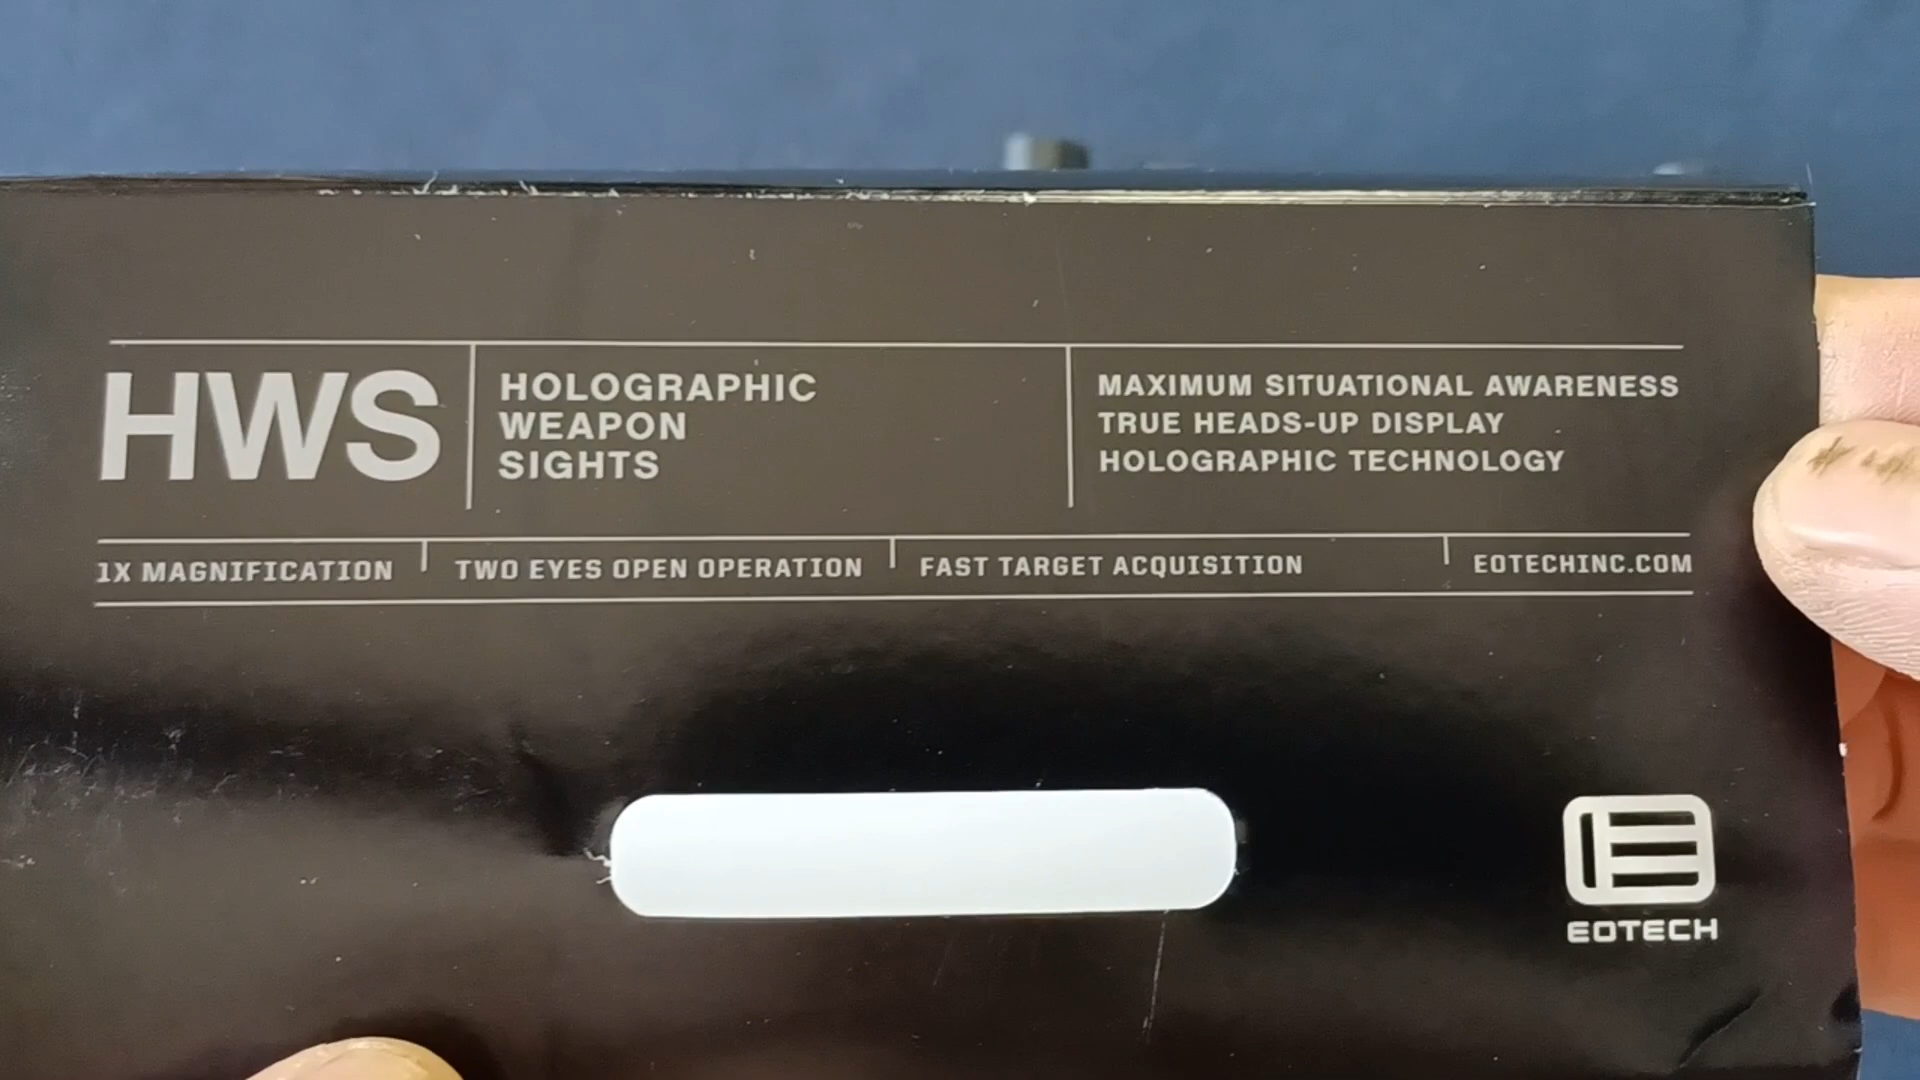 HWS
HOLOGRAPHIC
WEAPON
SIGHTS
MAXIMUM SITUATIONAL AWARENESS
TRUE HEADS-UP DISPLAY
HOLOGRAPHIC TECHNOLOGY
1X MAGNIFICATION
TWO EYES OPEN OPERATION
FAST TARGET ACQUISITION
EOTECHINC.COM
EOTECH